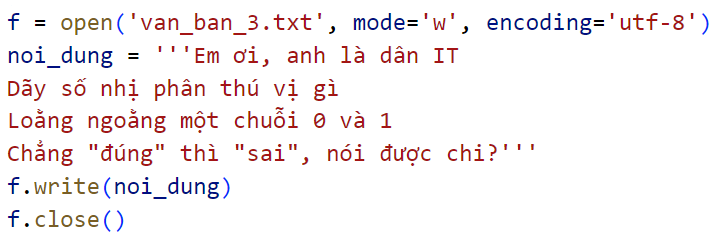 f = open('van_ban_3.txt', mode='w', encoding='utf-8')
noi_dung = '''Em ơi, anh là dân IT
Dãy số nhị phân thú vị gì
Loằng ngoằng một chuỗi 0 và 1
Chẳng "đúng" thì "sai", nói được chi?'''
f.write(noi_dung)
f.close()